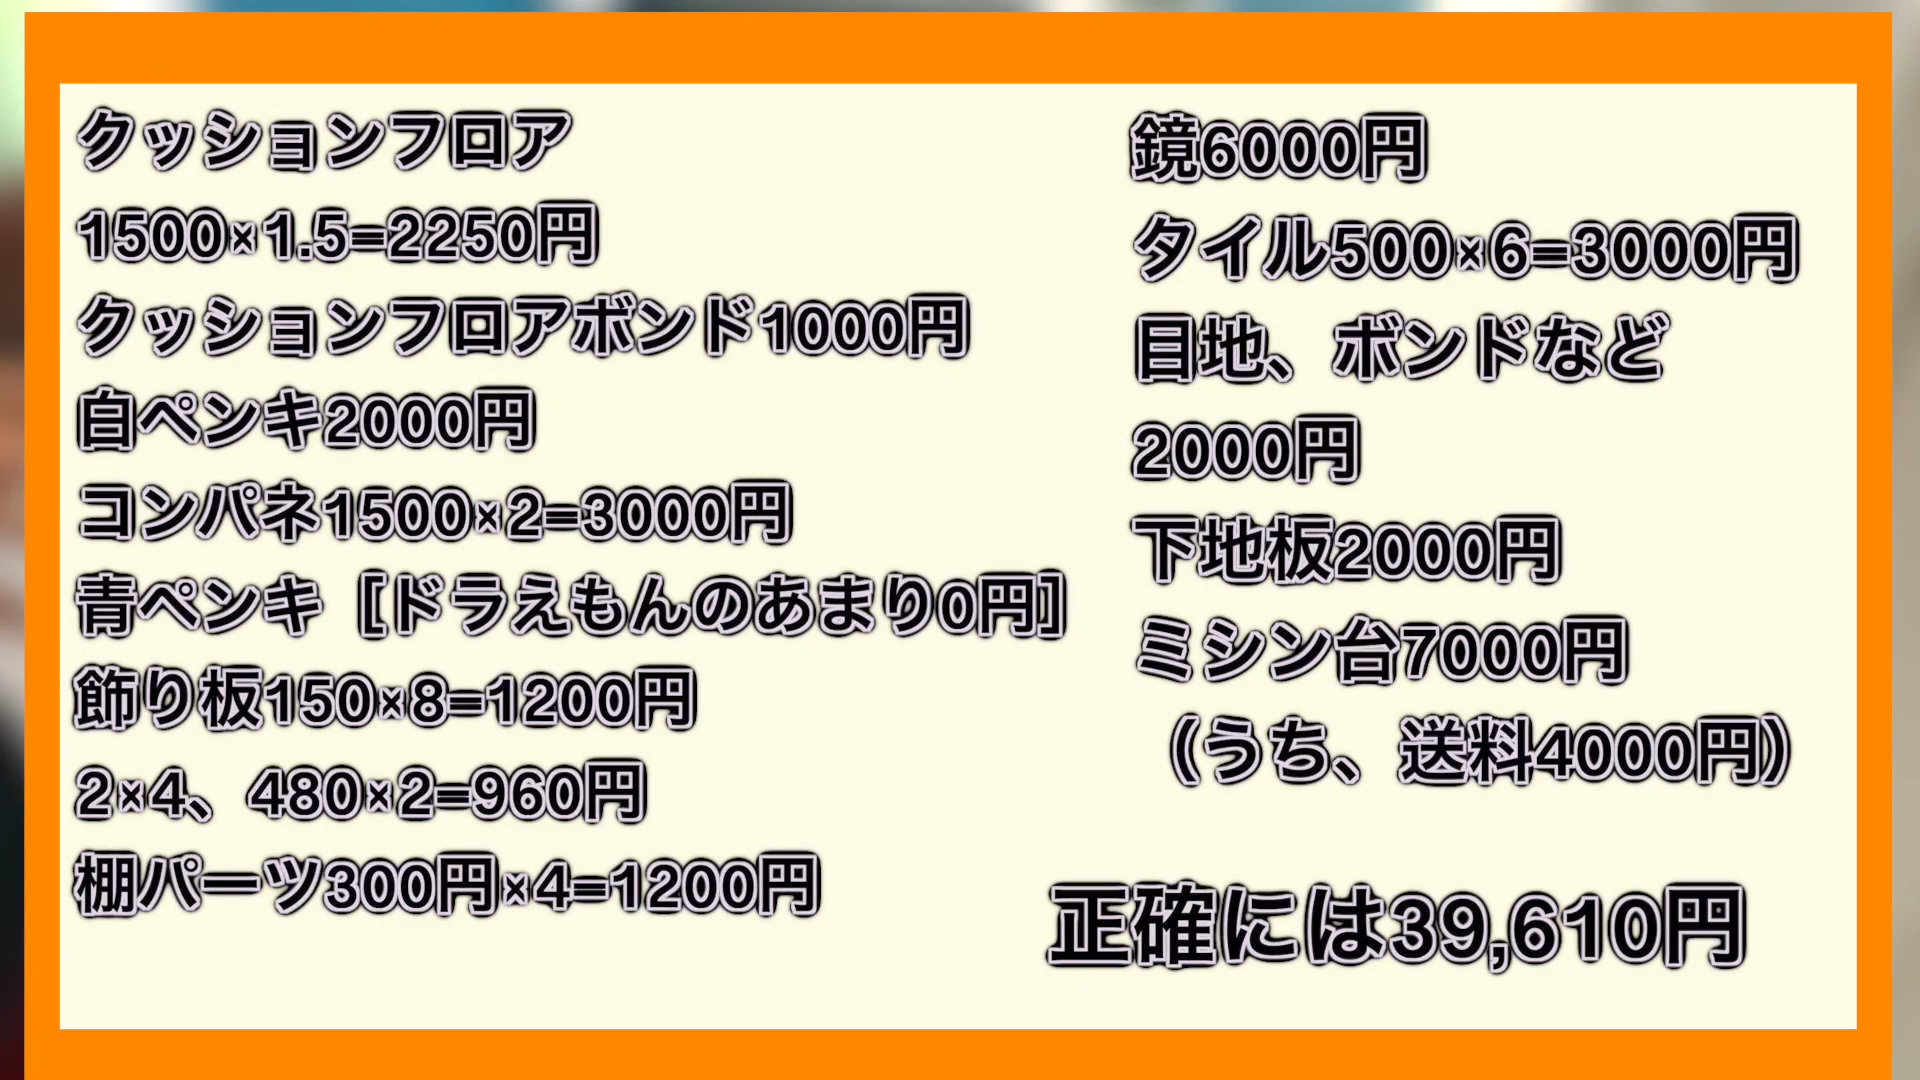 クッションフロア
1500×1.5=2250円
クッションフロアボンド1000円
白ペンキ2000円
コンパネ1500×2=3000円
青ペンキ［ドラえもんのあまり0円］
飾り板150×8=1200円
2×4、480×2=960円
棚パーツ300円×4=1200円
鏡6000円
タイル500×6=3000円
目地、ボンドなど
2000円
下地板2000円
ミシン台7000円
（うち、送料4000円）
正確には39,610円